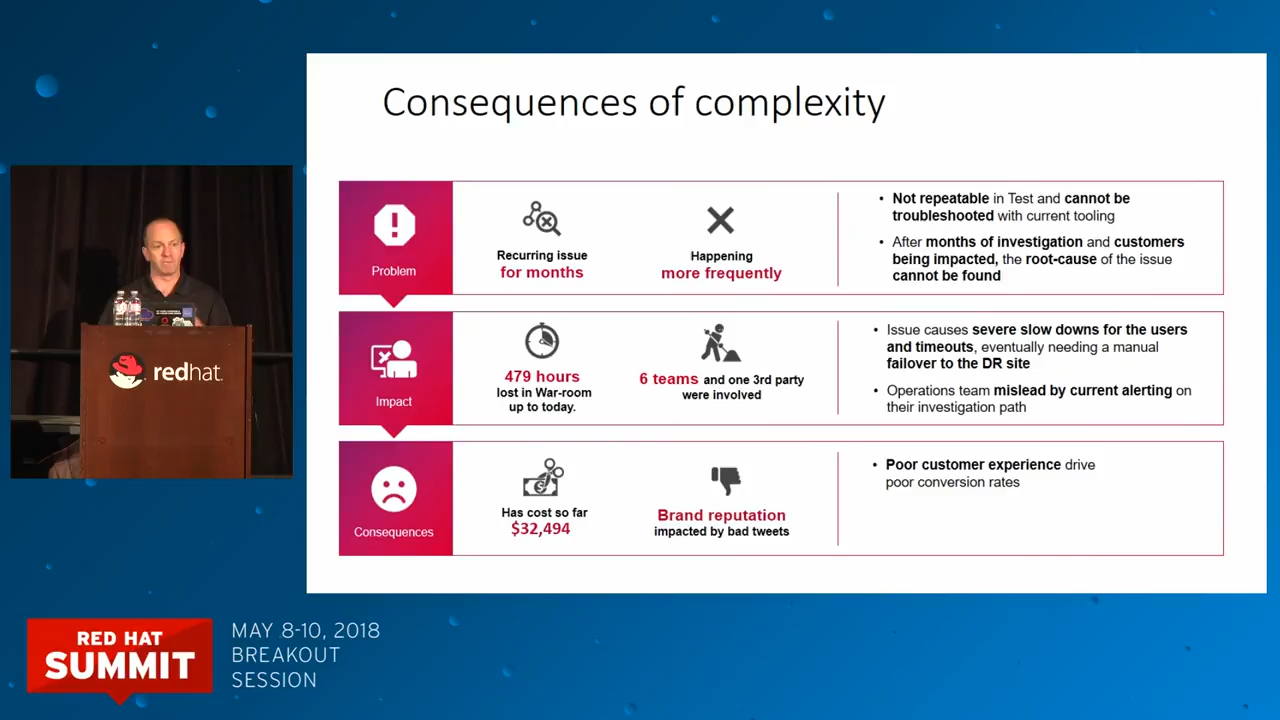 Consequences of complexity
Problem
Recurring issue
for months
Happening
more frequently
• Not repeatable in Test and cannot be
troubleshooted with current tooling
• After months of investigation and customers
being impacted, the root-cause of the issue
cannot be found
Impact
479 hours
lost in War-room
up to today.
6 teams and one 3rd party
were involved
• Issue causes severe slow downs for the users
and timeouts, eventually needing a manual
failover to the DR site
• Operations team mislead by current alerting on
their investigation path
Consequences
Has cost so far
$32,494
Brand reputation
impacted by bad tweets
• Poor customer experience drive
poor conversion rates
redhat.
RED HAT
SUMMIT
MAY 8-10, 2018
BREAKOUT
SESSION